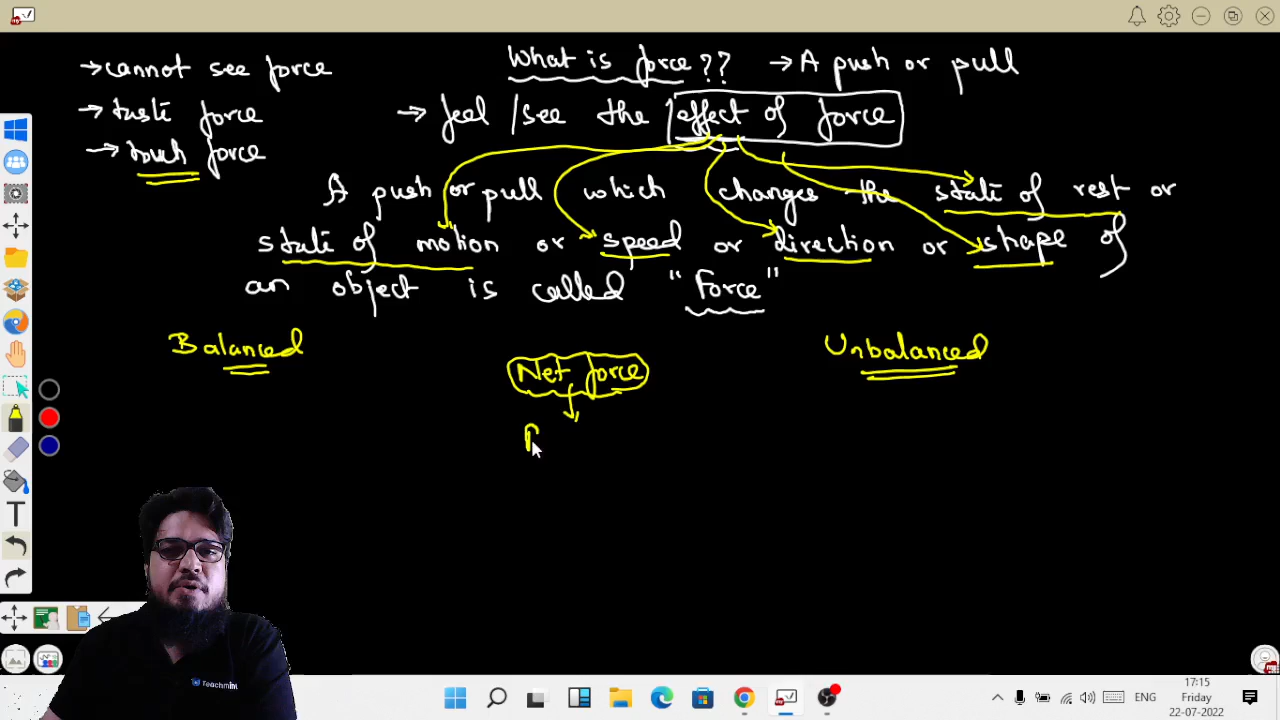 →cannot see force
What is force?? → A push or pull
→ taste force
→ feel /see the effect of force
→ touch force
A push or pull which changes the state of rest or
state of motion or speed or direction or shape of
an object is called "Force"
Balanced
Unbalanced
Net force
Teachmint
T
17:15
ENG
Friday
22-07-2022